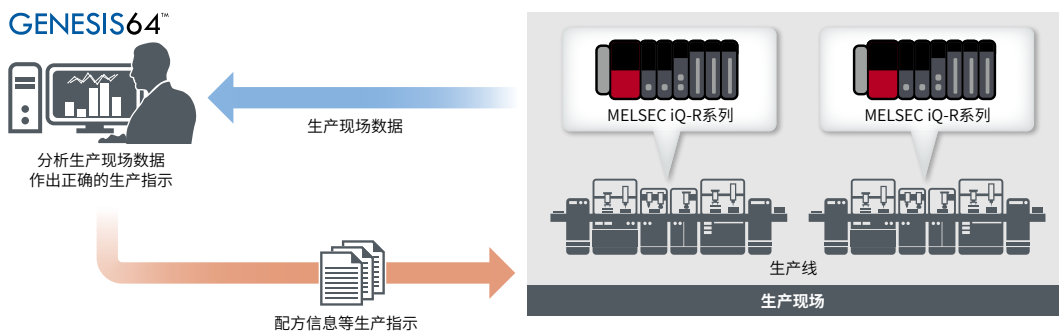 GENESIS64™
分析生产现场数据
作出正确的生产指示
生产现场数据
配方信息等生产指示
MELSEC iQ-R系列
MELSEC iQ-R系列
生产线
生产现场